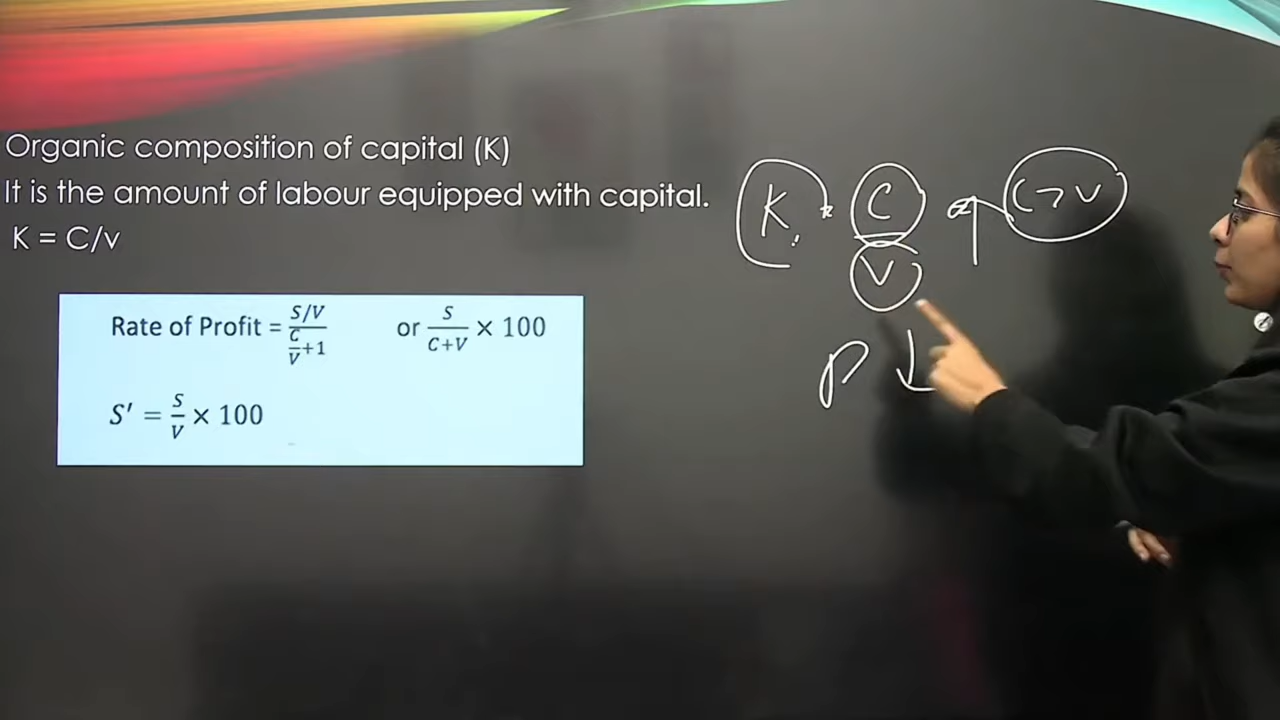 Organic composition of capital (K)
It is the amount of labour equipped with capital.
K = C/v
Rate of Profit = (S/V)/(C/V+1) or S/(C+V) × 100
S′ = S/V × 100
K
C
V
C > V
P ↓